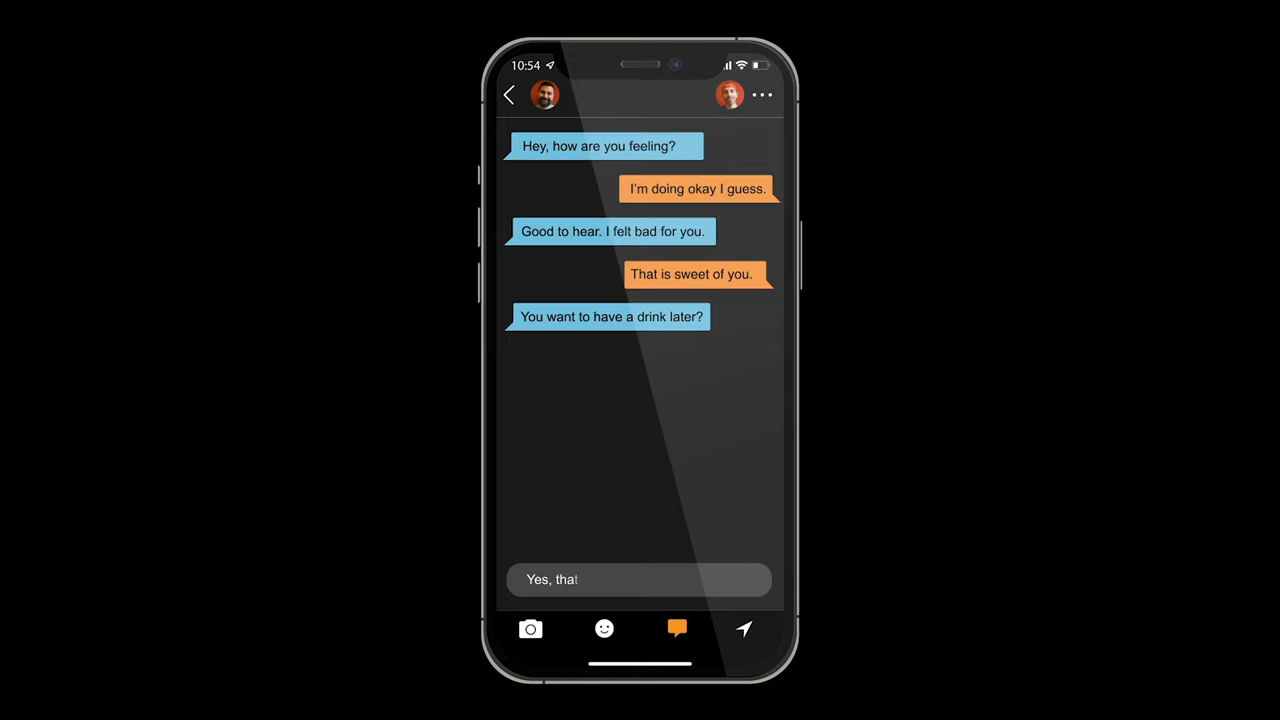 10:54
Hey, how are you feeling?
I'm doing okay I guess.
Good to hear. I felt bad for you.
That is sweet of you.
You want to have a drink later?
Yes, that